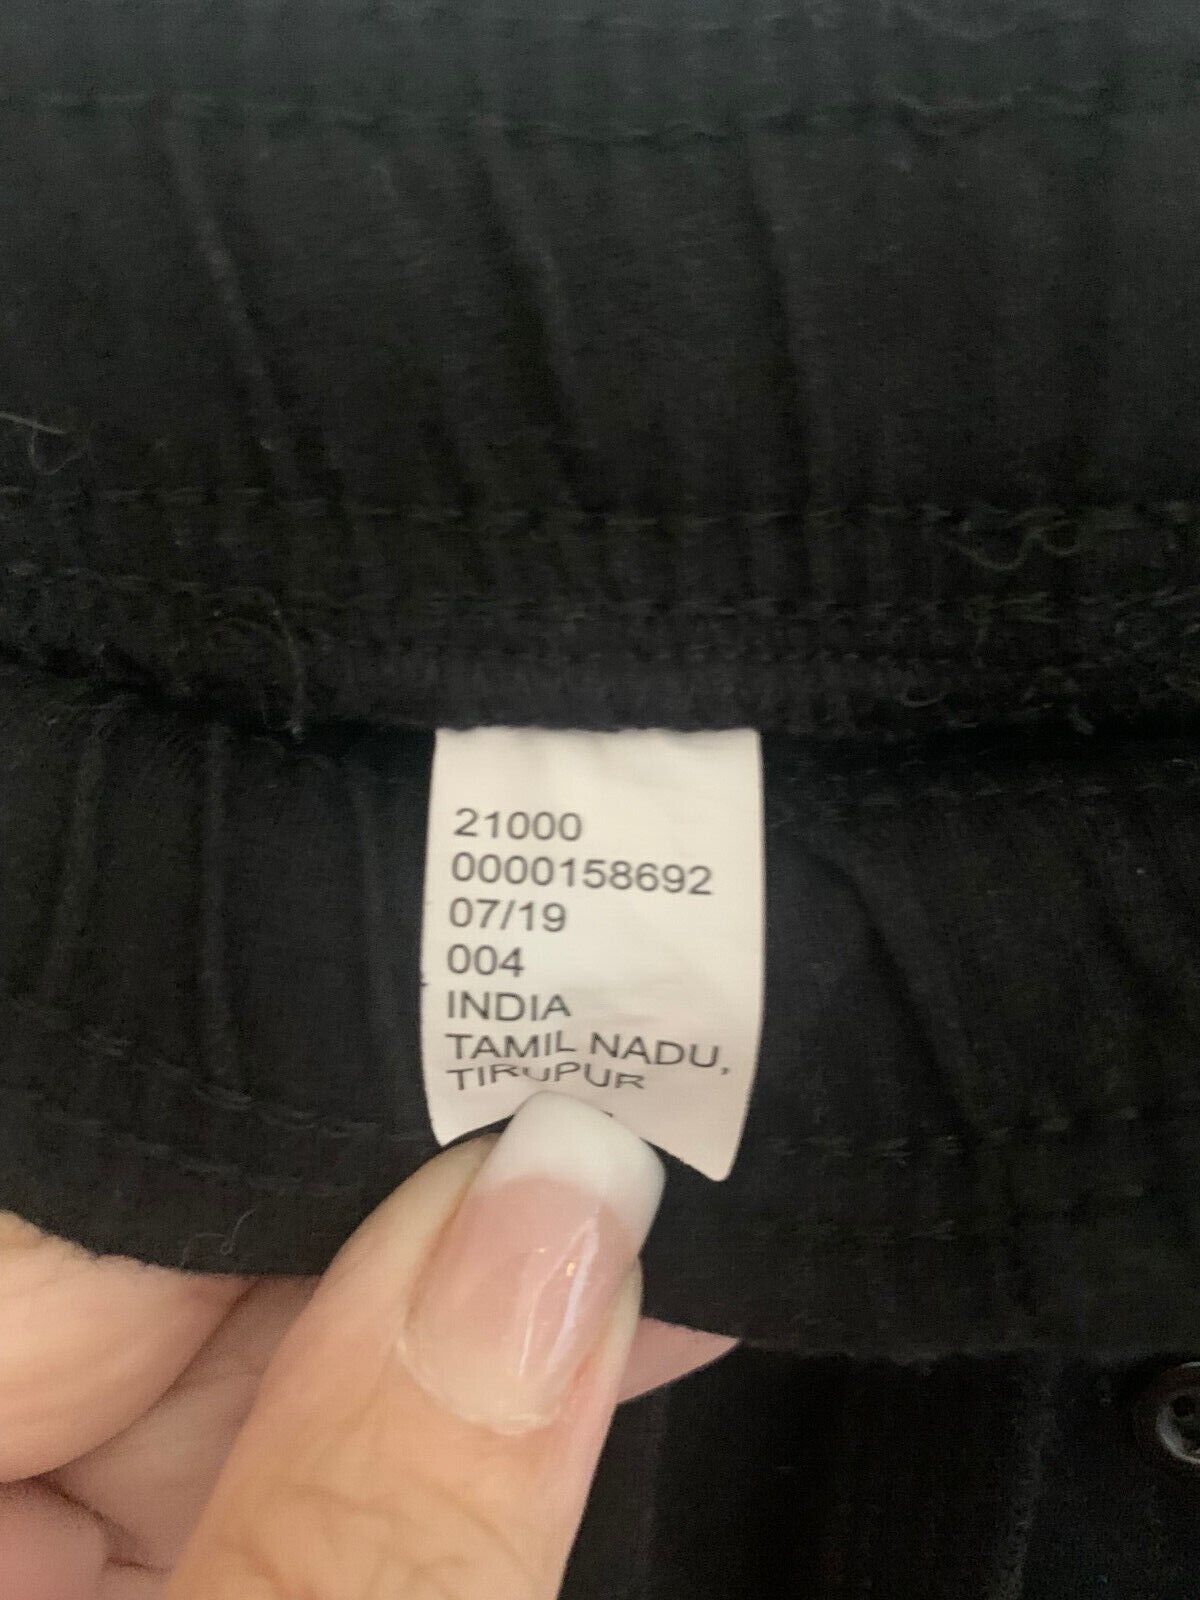 21000
0000158692
07/19
004
INDIA
TAMIL NADU,
TIRUPUR